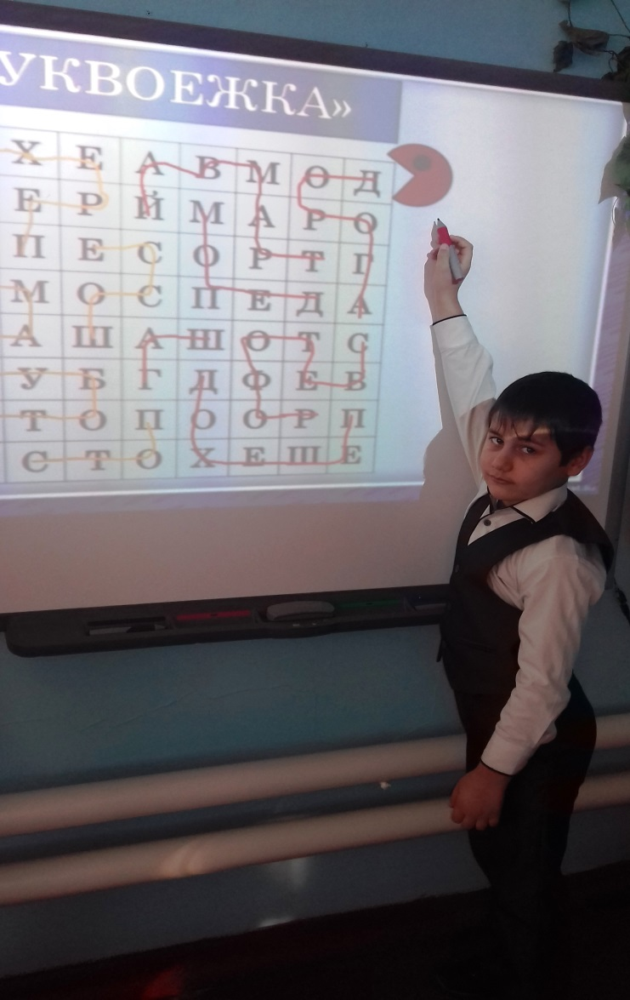 УКВОЕЖКА»
Х Е А В М О Д
Е Р Й М А Р О
П Е С О Р Т Г
М О С П Е Д А
А Ш А Ш О Т С
У Б Г Д Ф Е В
Т О П О О Р П
С Т О Х Е Ш Е